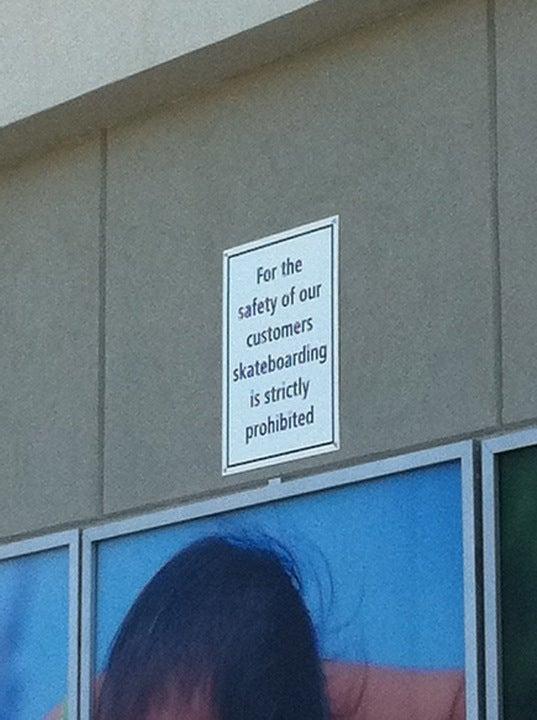 For the
safety of our
customers
skateboarding
is strictly
prohibited